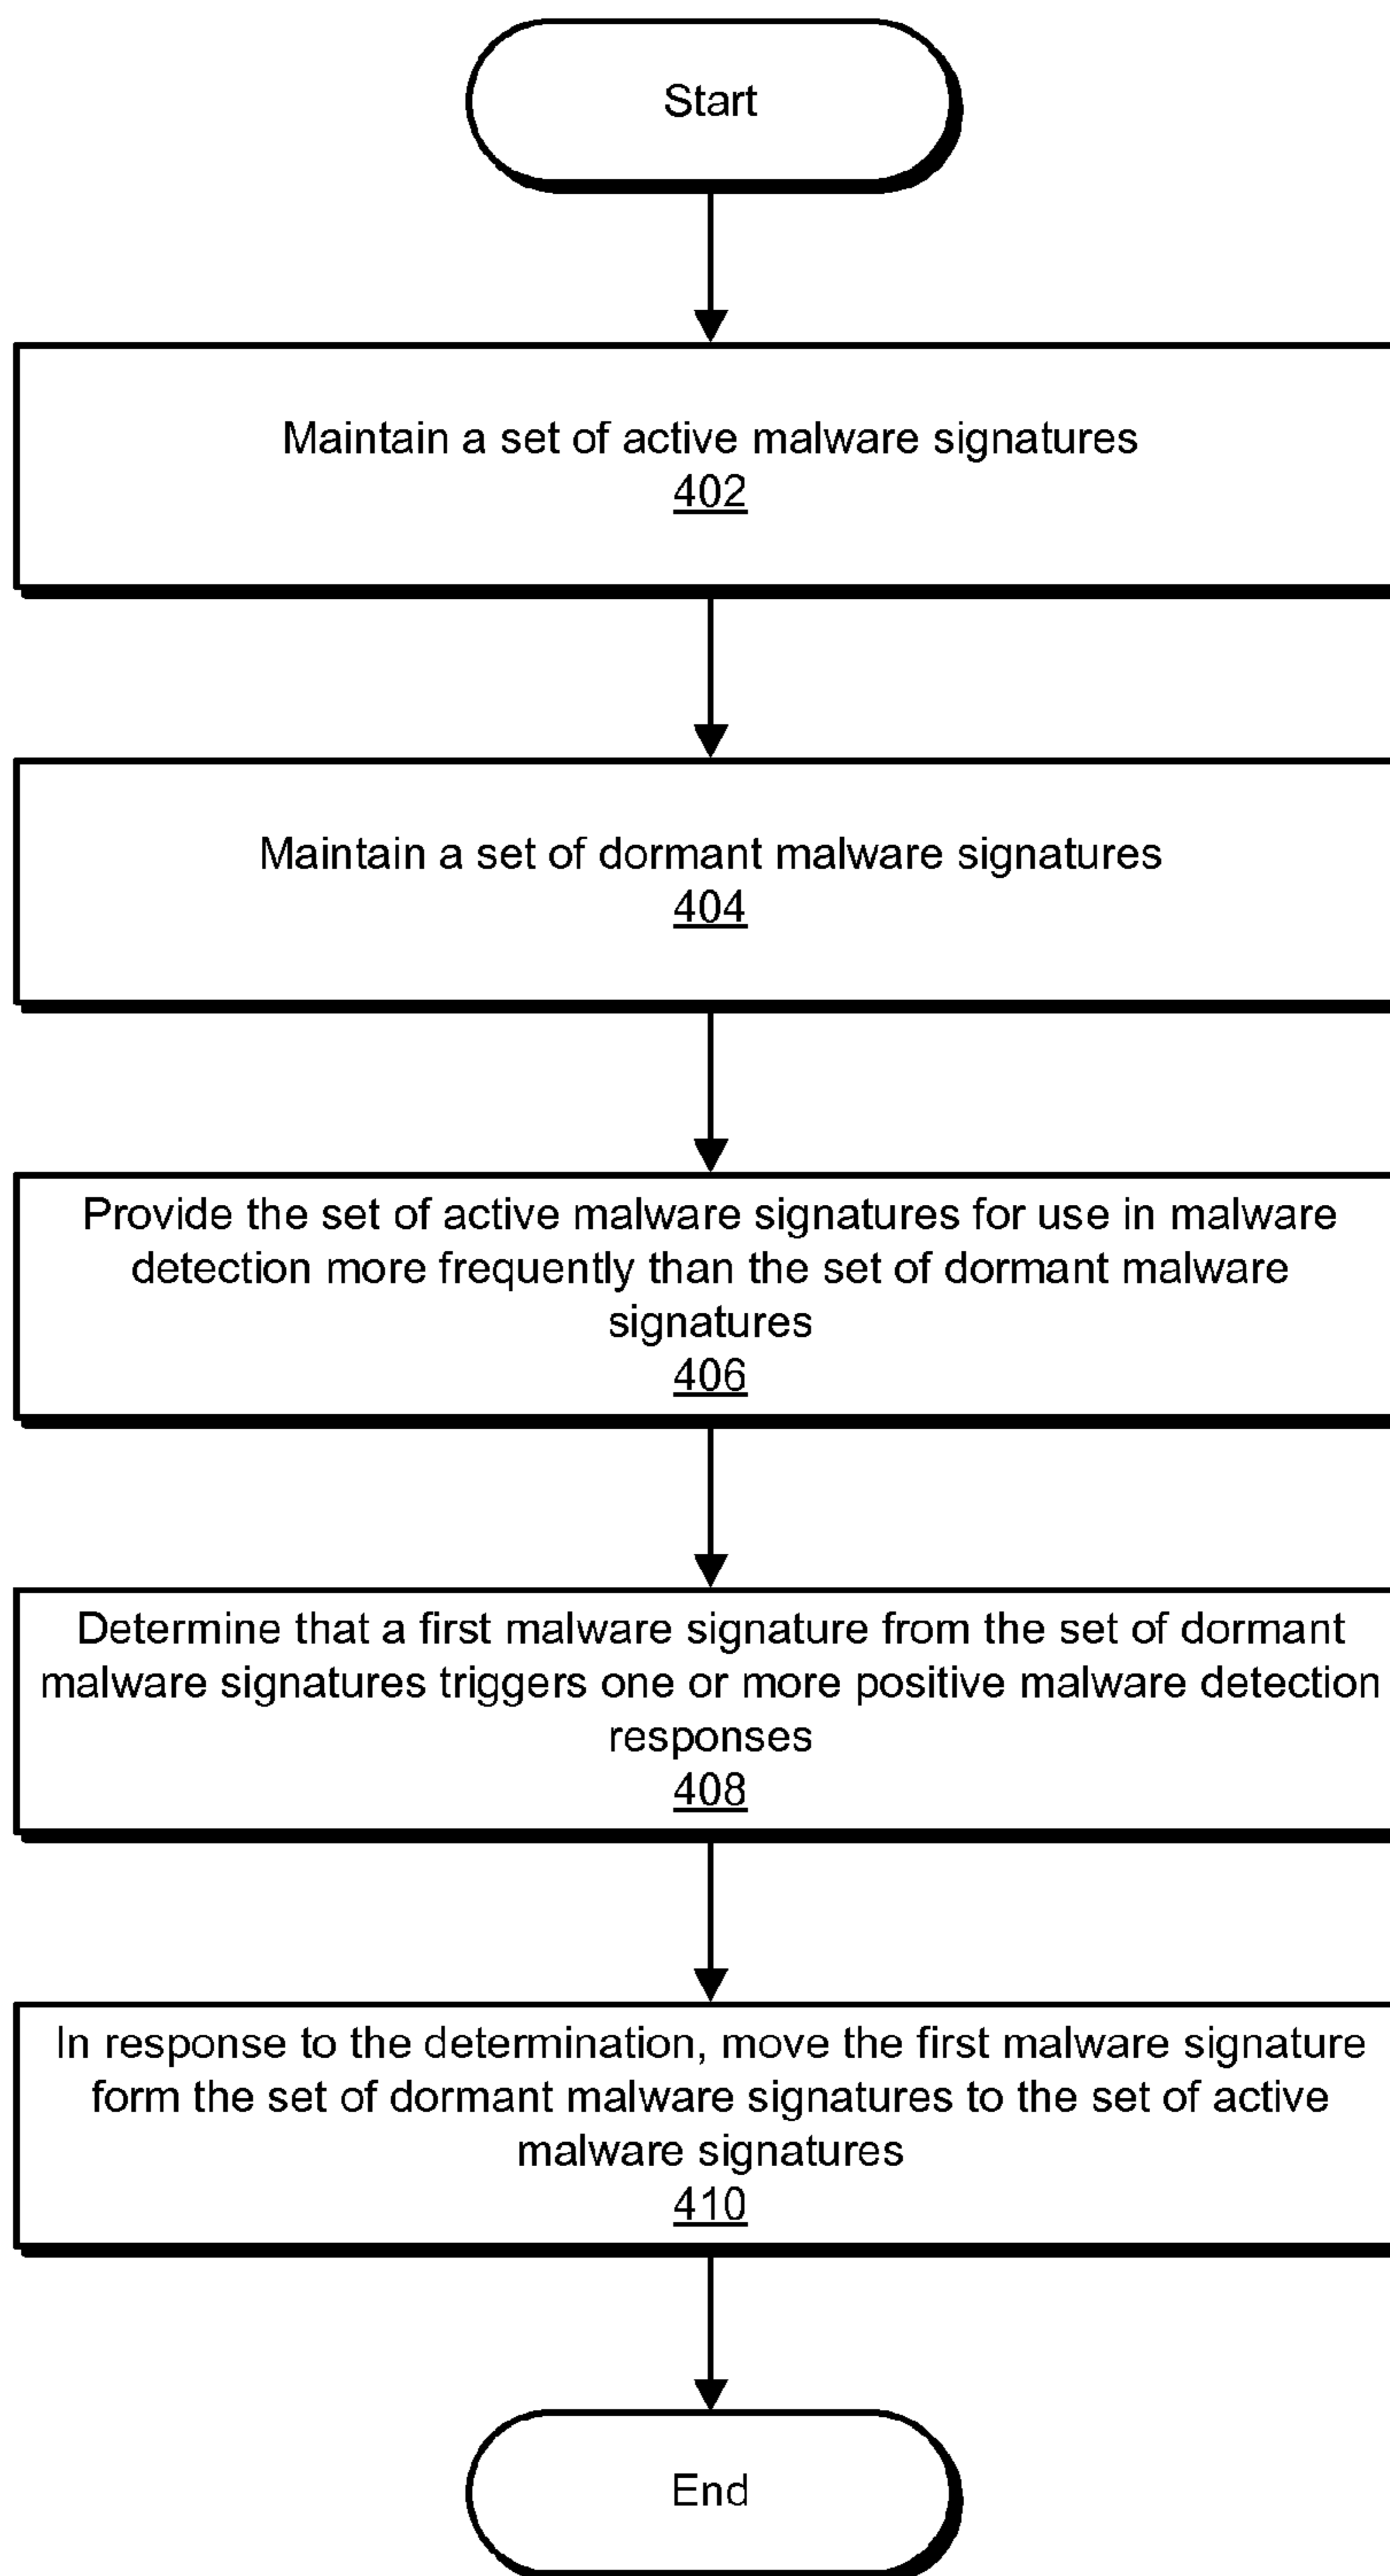 Start
Maintain a set of active malware signatures
402
Maintain a set of dormant malware signatures
404
Provide the set of active malware signatures for use in malware
detection more frequently than the set of dormant malware
signatures
406
Determine that a first malware signature from the set of dormant
malware signatures triggers one or more positive malware detection
responses
408
In response to the determination, move the first malware signature
form the set of dormant malware signatures to the set of active
malware signatures
410
End